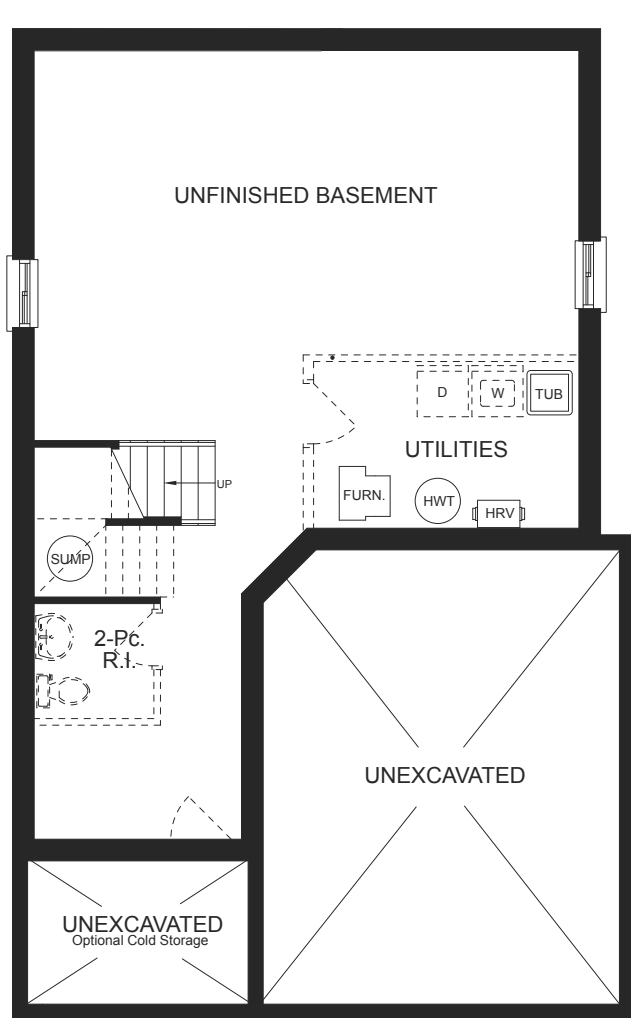 UNFINISHED BASEMENT
D
W
TUB
UTILITIES
UP
FURN.
HWT
HRV
SUMP
2-Pc.
R.I.
UNEXCAVATED
UNEXCAVATED
Optional Cold Storage